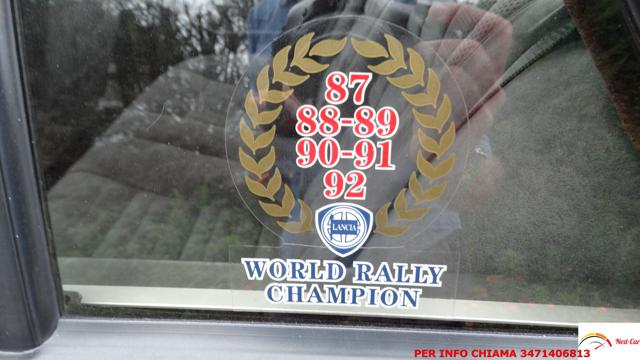 87
88-89
90-91
92
LANCIA
WORLD RALLY
CHAMPION
PER INFO CHIAMA 3471406813
Next-Car